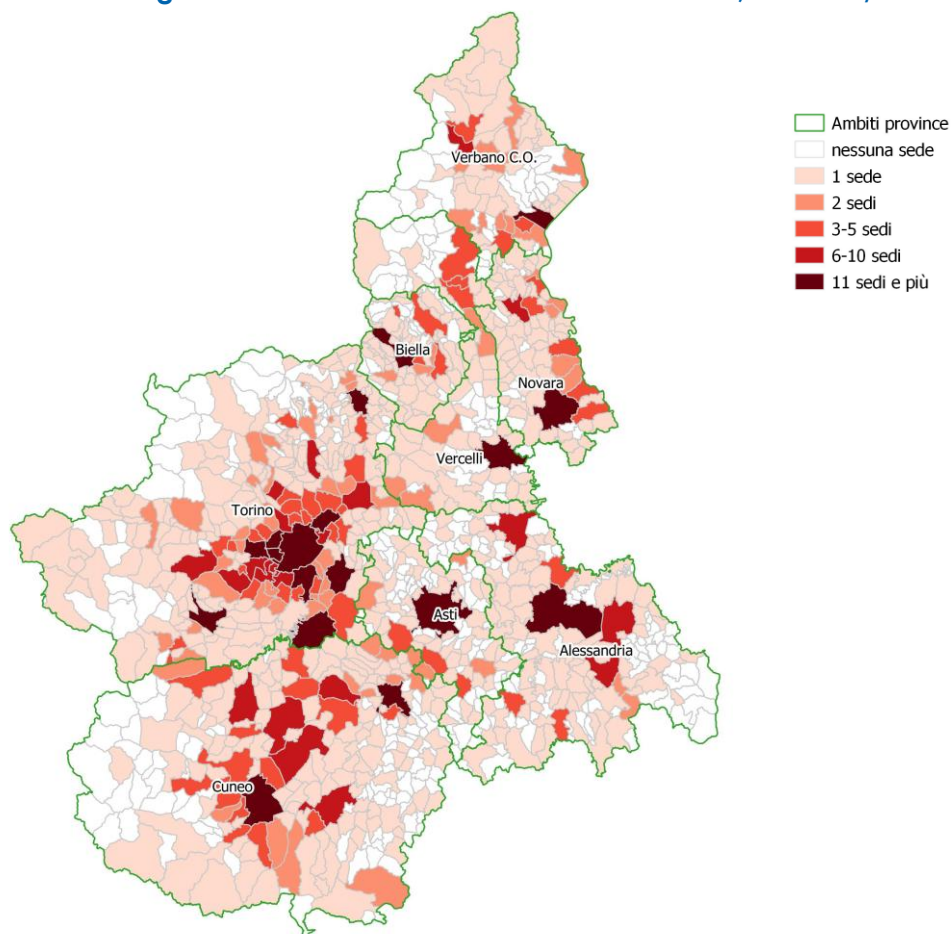 Verbano C.O.
Biella
Novara
Vercelli
Torino
Asti
Alessandria
Cuneo
Ambiti province
nessuna sede
1 sede
2 sedi
3-5 sedi
6-10 sedi
11 sedi e più